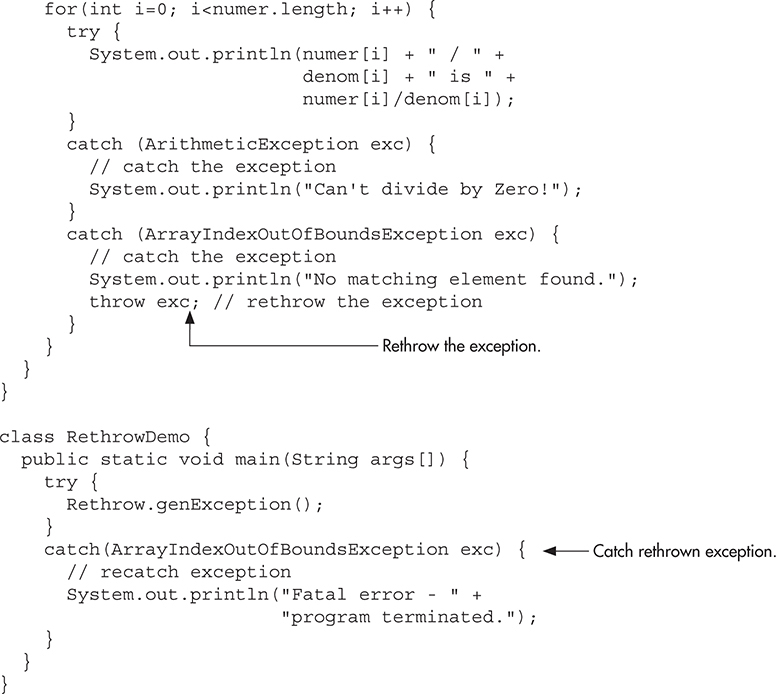 for(int i=0; i<numer.length; i++) {
      try {
        System.out.println(numer[i] + " / " +
                           denom[i] + " is " +
                           numer[i]/denom[i]);
      }
      catch (ArithmeticException exc) {
        // catch the exception
        System.out.println("Can't divide by Zero!");
      }
      catch (ArrayIndexOutOfBoundsException exc) {
        // catch the exception
        System.out.println("No matching element found.");
        throw exc; // rethrow the exception
      }
    }
Rethrow the exception.
  }
}
class RethrowDemo {
  public static void main(String args[]) {
    try {
      Rethrow.genException();
    }
    catch(ArrayIndexOutOfBoundsException exc) {
Catch rethrown exception.
      // recatch exception
      System.out.println("Fatal error - " +
                         "program terminated.");
    }
  }
}